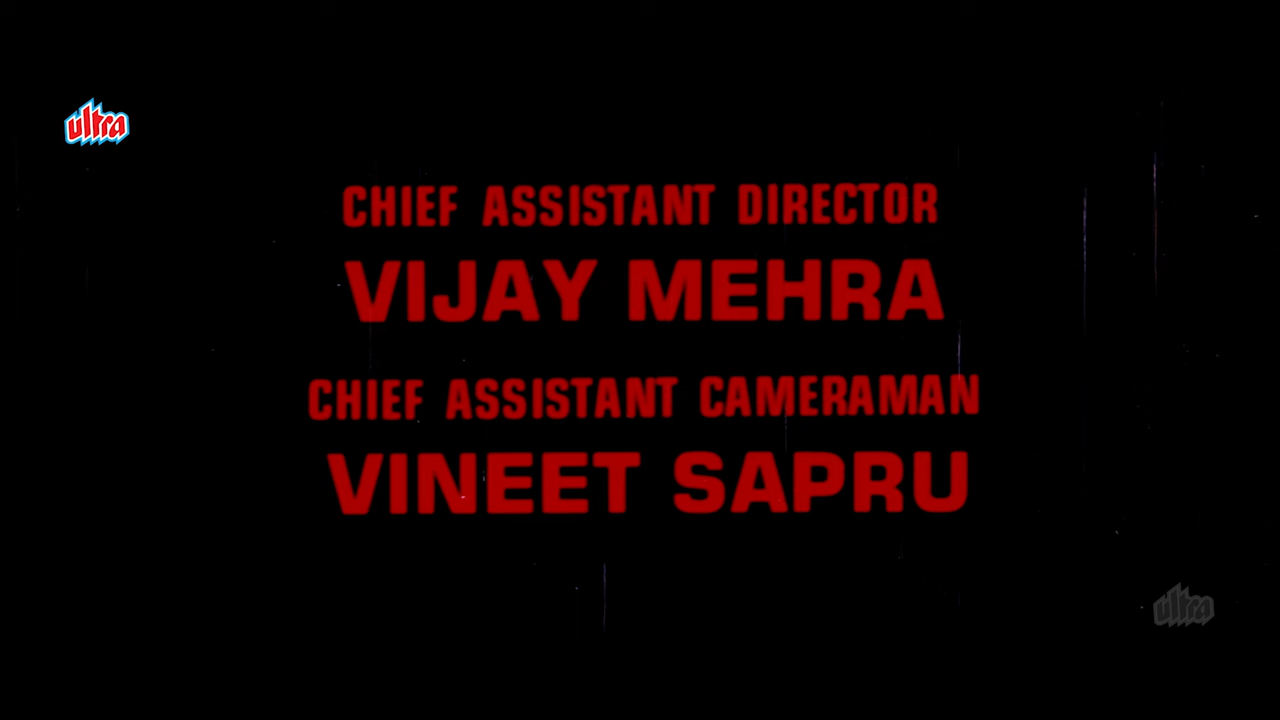 ultra
CHIEF ASSISTANT DIRECTOR
VIJAY MEHRA
CHIEF ASSISTANT CAMERAMAN
VINEET SAPRU
ultra